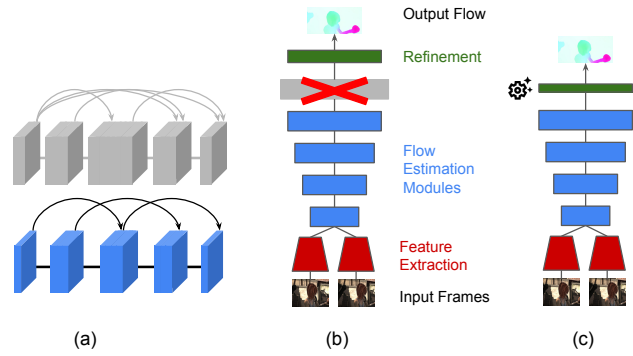 Output Flow
Refinement
Flow
Estimation
Modules
Feature
Extraction
Input Frames
(a)
(b)
(c)